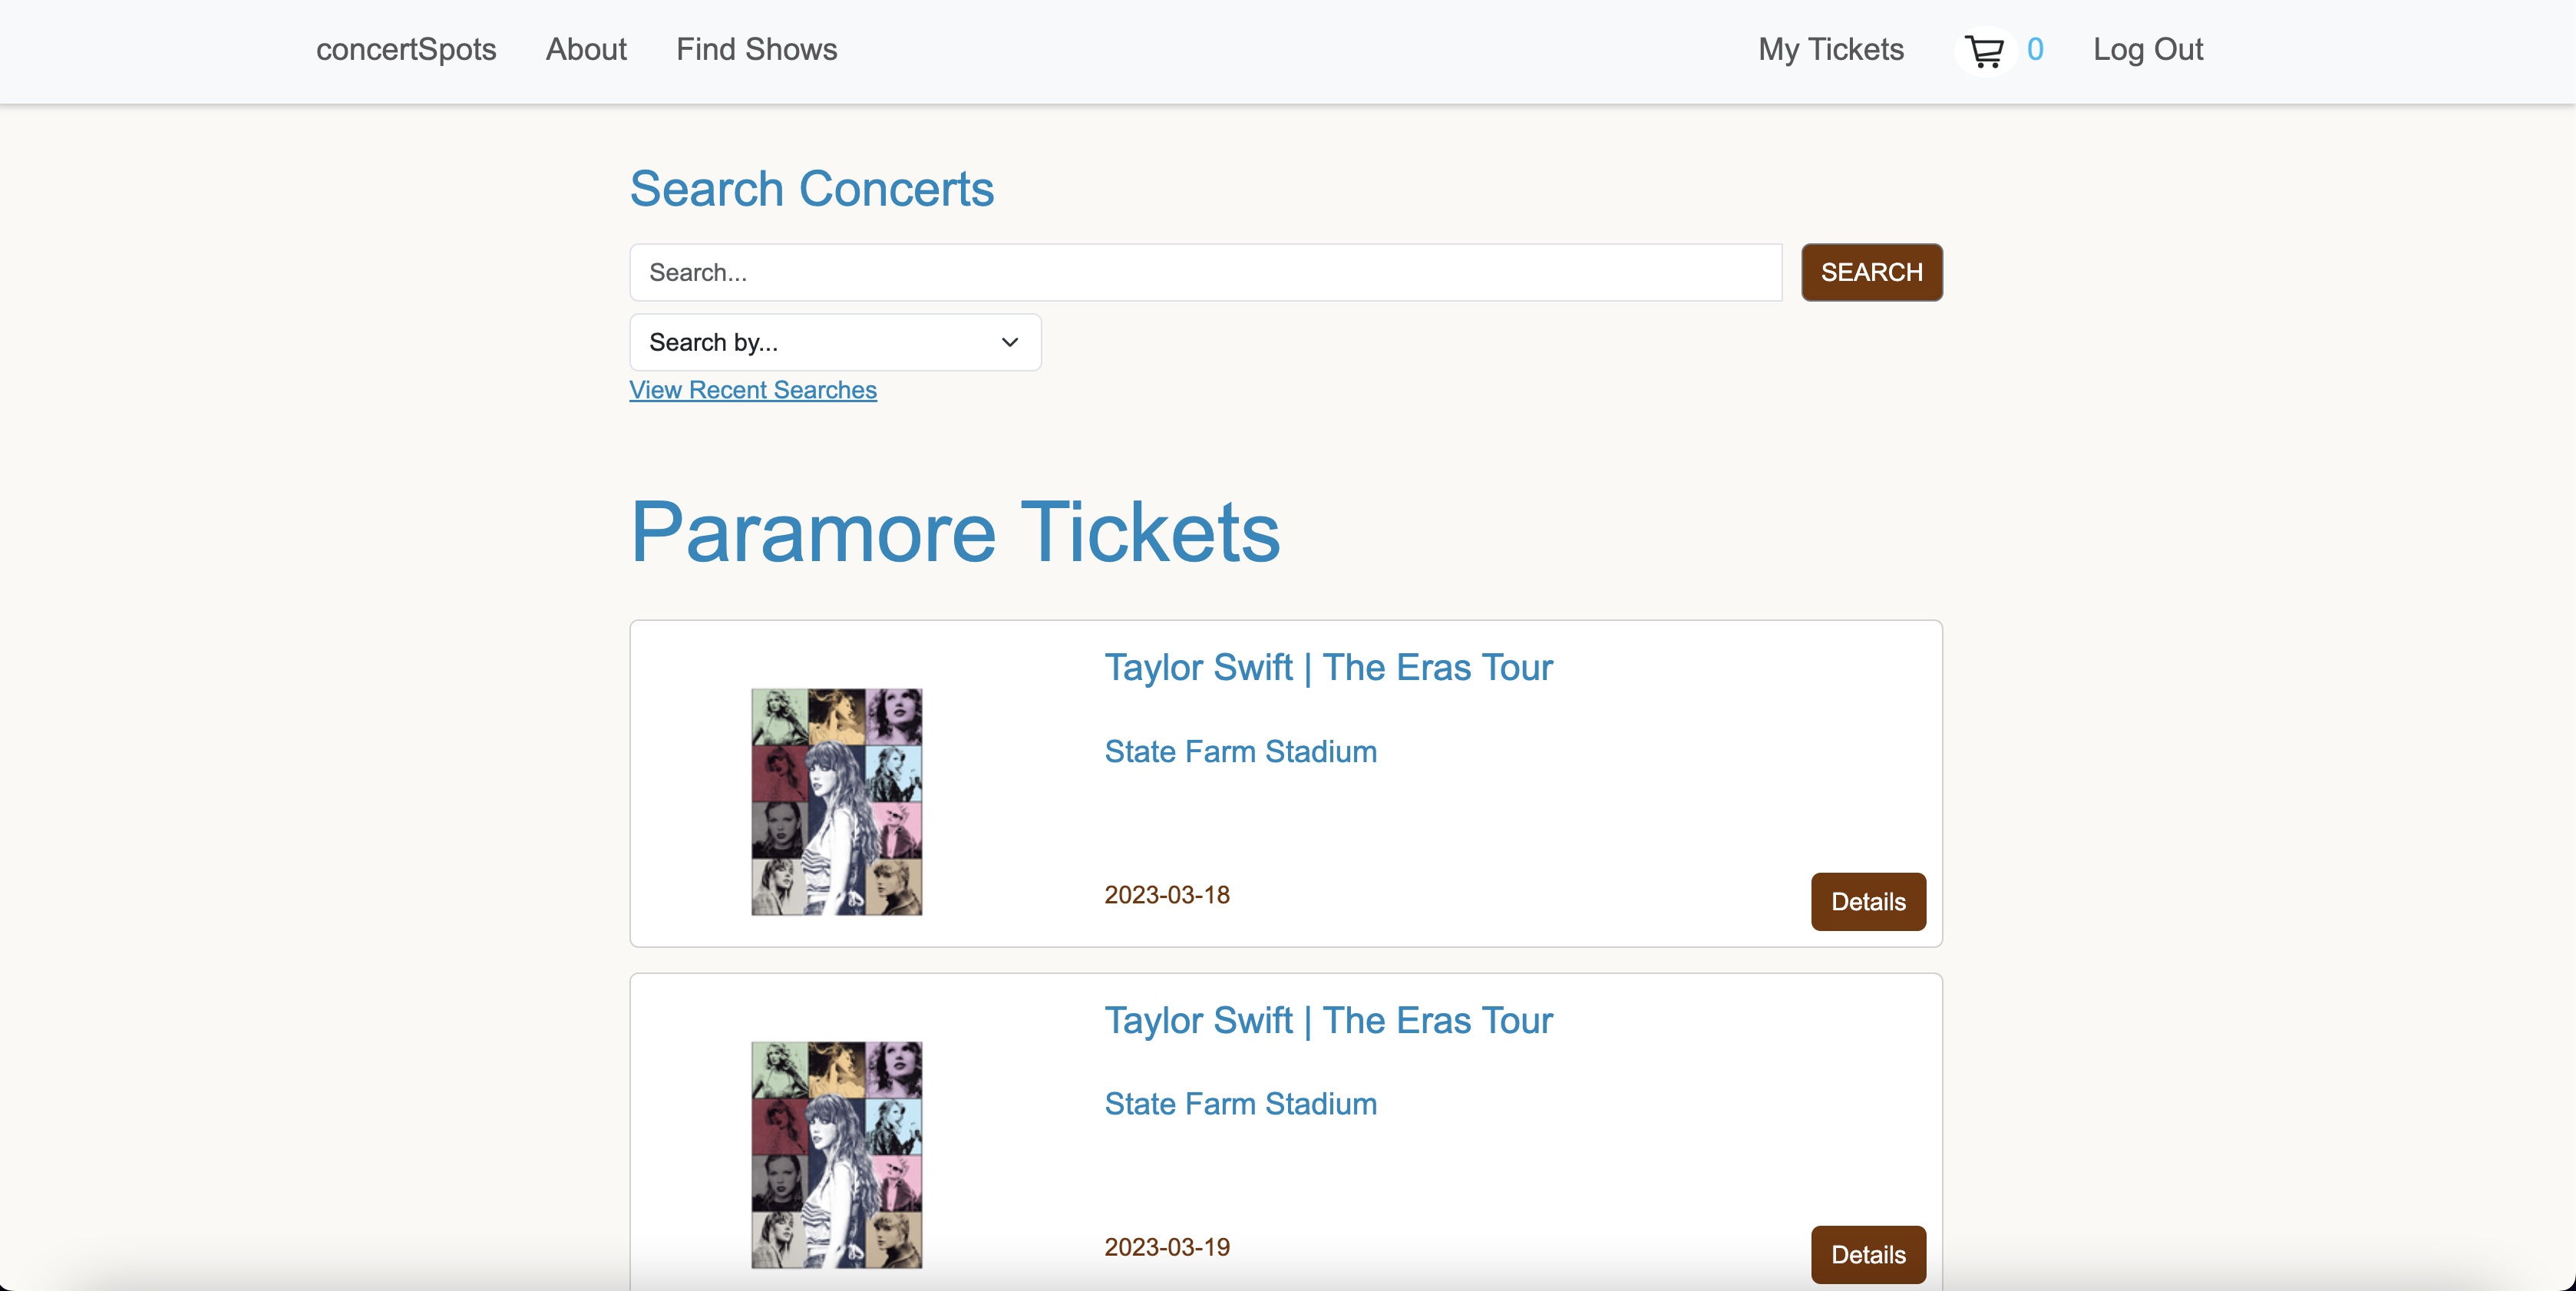 concertSpots About Find Shows My Tickets 0 Log Out
Search Concerts
Search... SEARCH
Search by...
View Recent Searches
Paramore Tickets
Taylor Swift | The Eras Tour
State Farm Stadium
2023-03-18 Details
Taylor Swift | The Eras Tour
State Farm Stadium
2023-03-19 Details